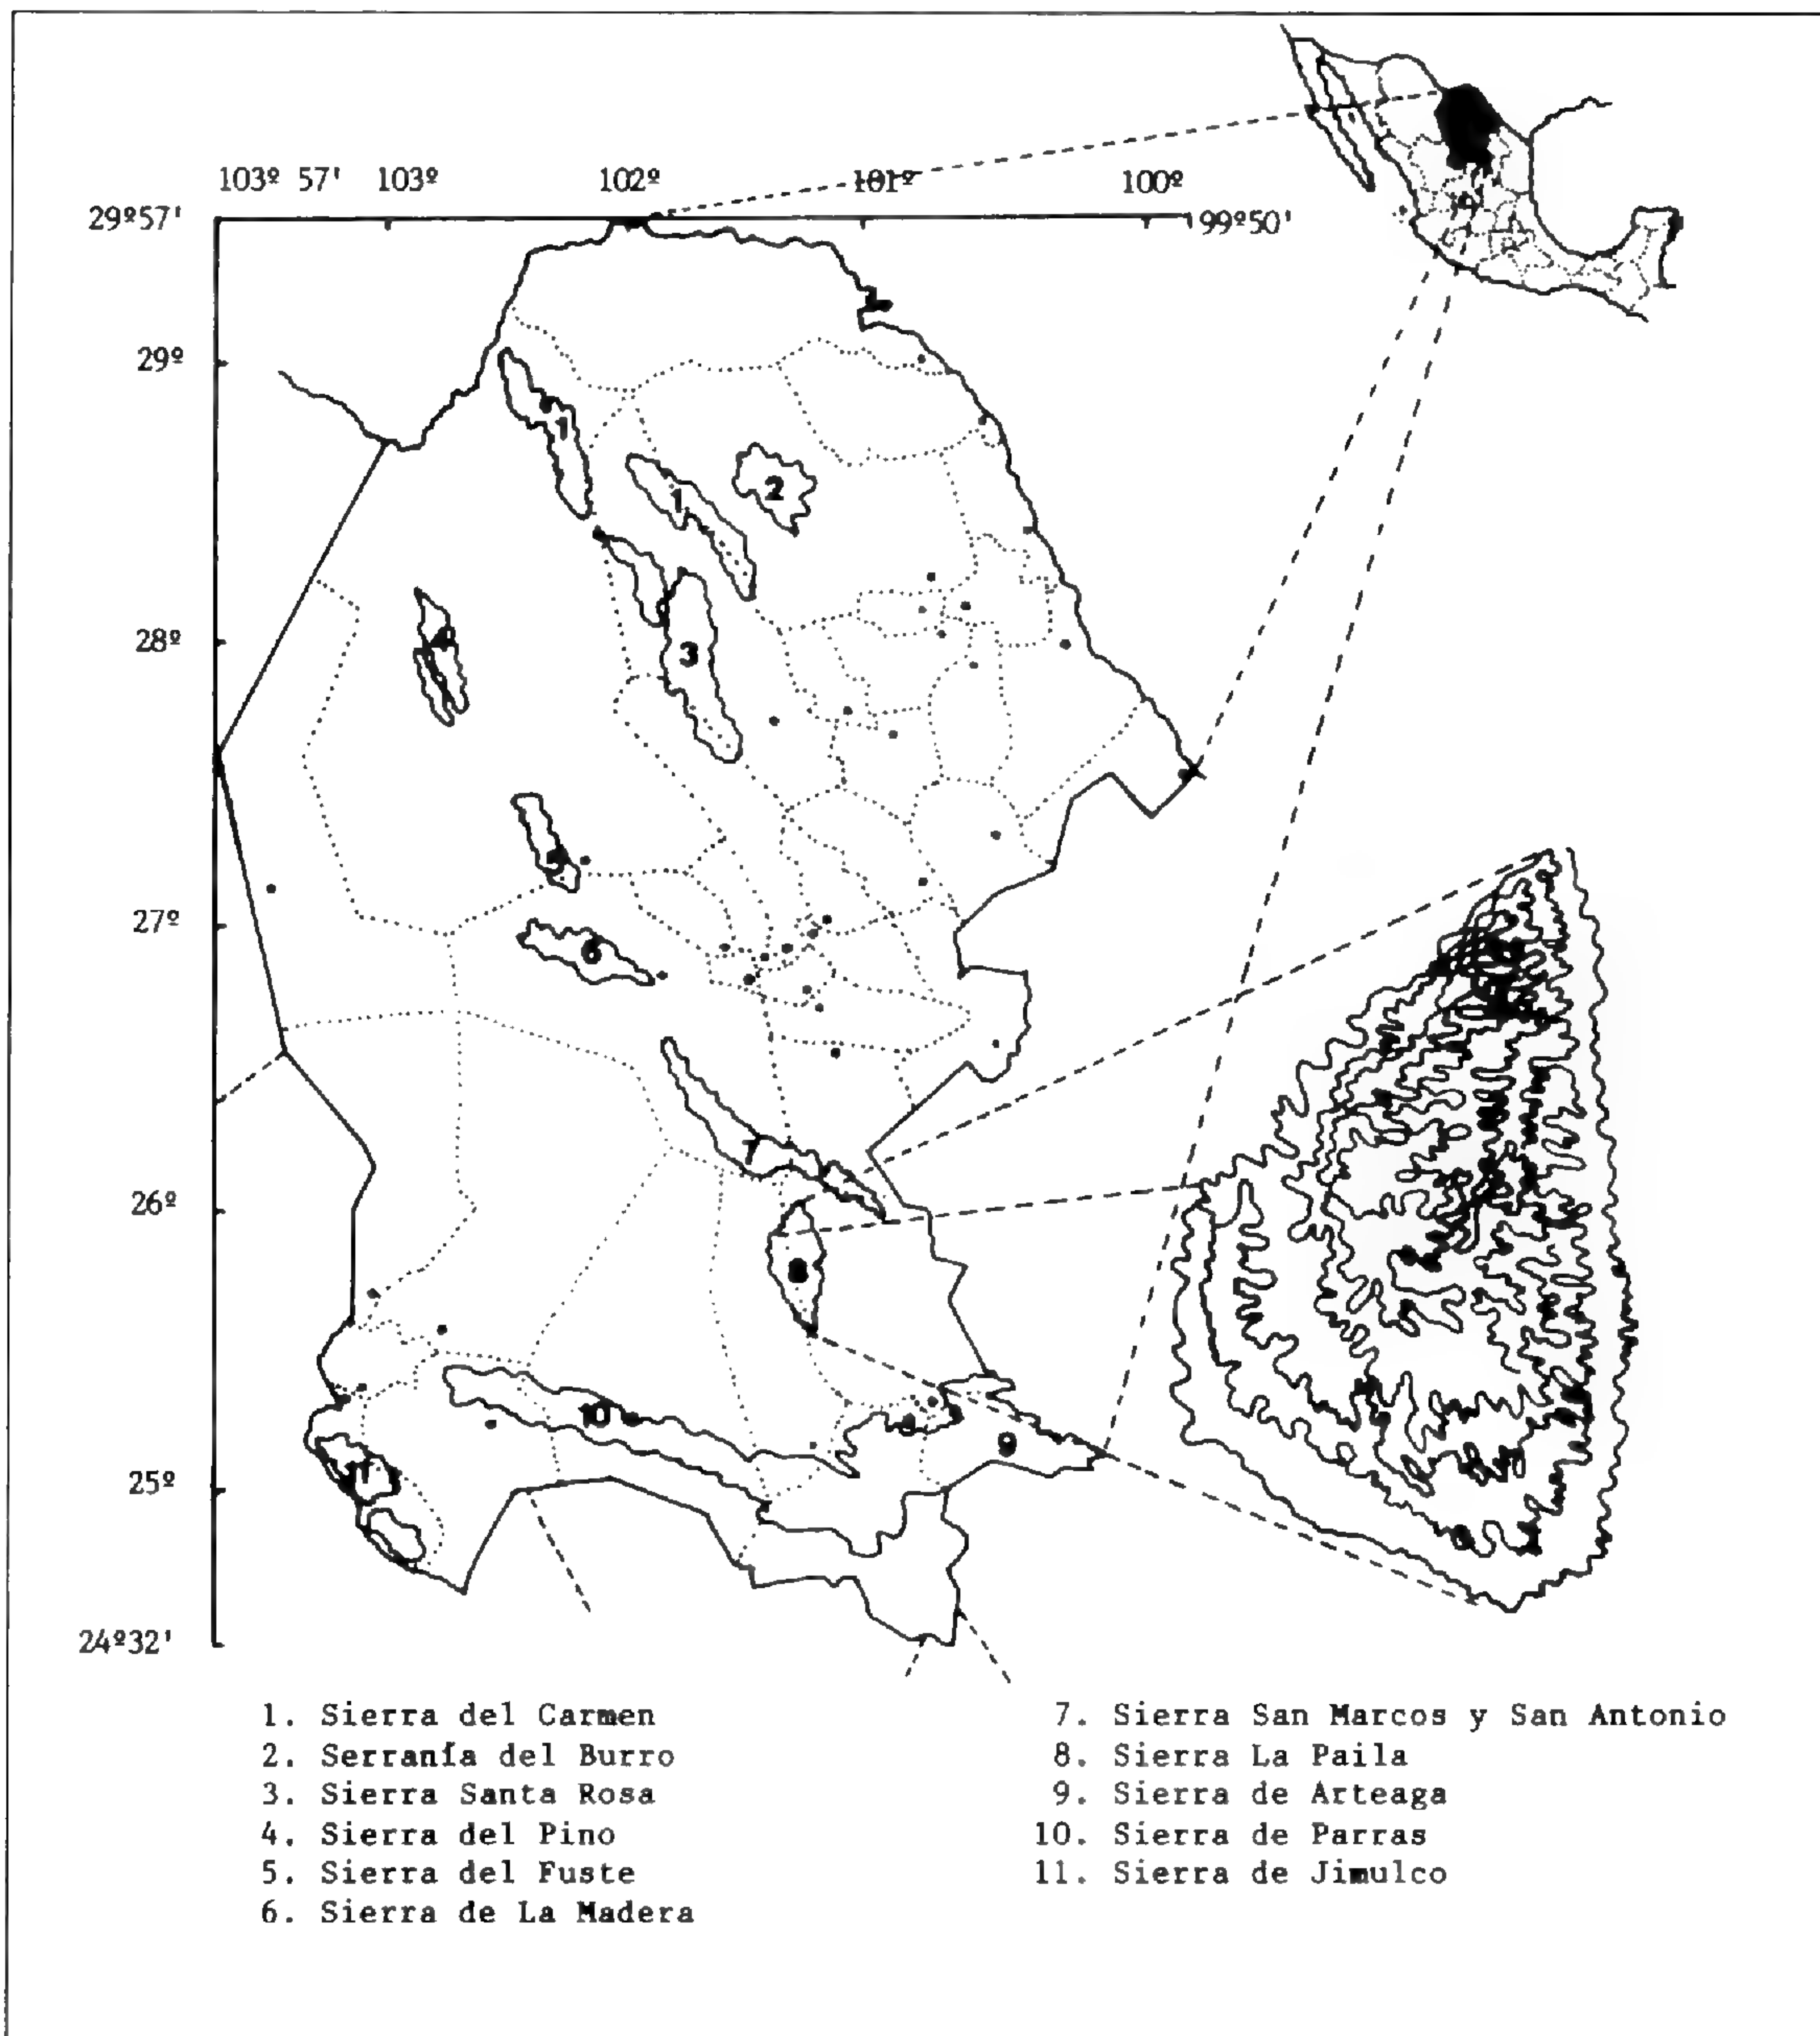 103º 57' 103º 102º 101º 100º
29º57' 99º50'
29º
28º
27º
26º
25º
24º32'
1
1
2
3
6
7
8
9
10
11
1. Sierra del Carmen
2. Serranía del Burro
3. Sierra Santa Rosa
4. Sierra del Pino
5. Sierra del Fuste
6. Sierra de La Madera
7. Sierra San Marcos y San Antonio
8. Sierra La Paila
9. Sierra de Arteaga
10. Sierra de Parras
11. Sierra de Jimulco